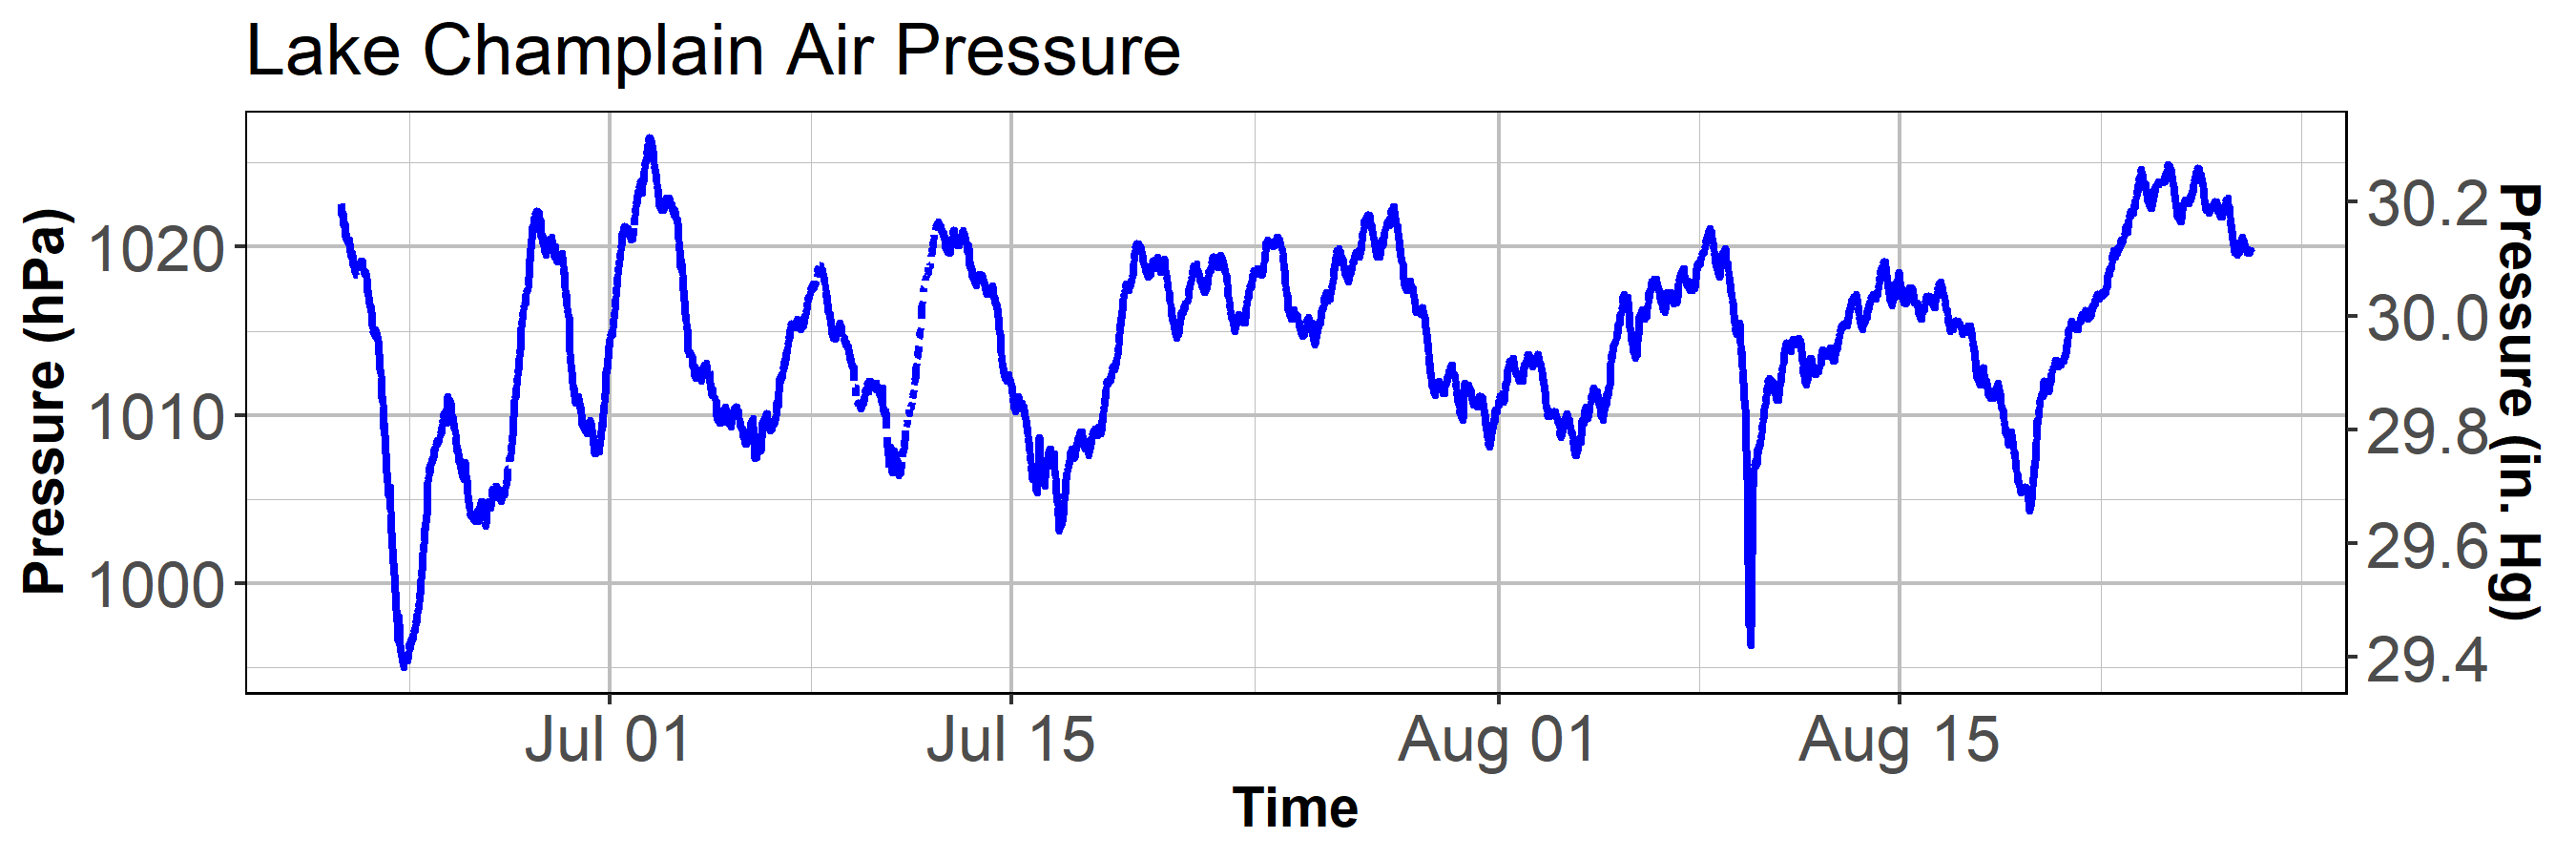 Lake Champlain Air Pressure
Pressure (hPa)
1020
1010
1000
30.2
30.0
29.8
29.6
29.4
Pressure (in. Hg)
Jul 01
Jul 15
Aug 01
Aug 15
Time